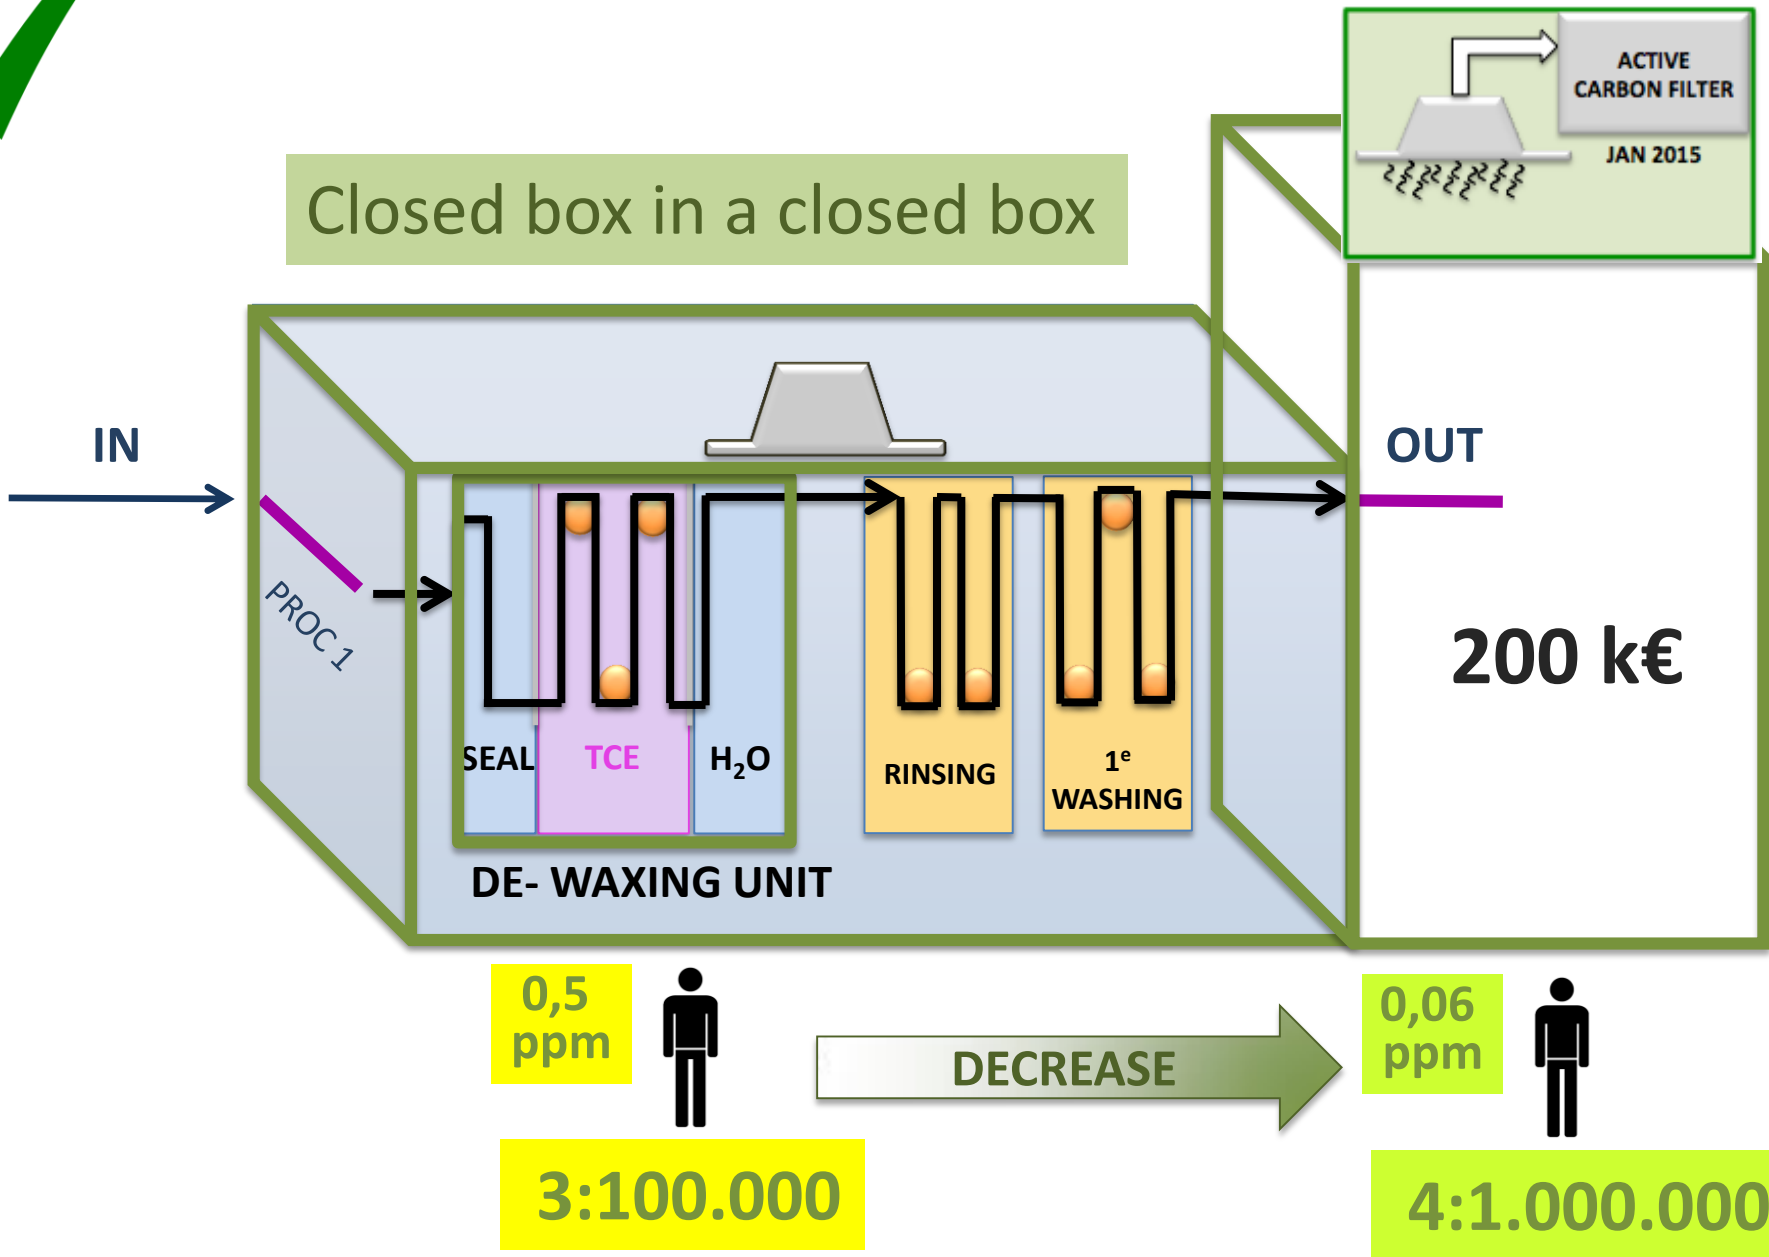 ACTIVE
CARBON FILTER
JAN 2015
Closed box in a closed box
IN
OUT
PROC 1
200 k€
SEAL
TCE
H₂O
RINSING
1ᵉ
WASHING
DE- WAXING UNIT
0,5
ppm
DECREASE
0,06
ppm
3:100.000
4:1.000.000